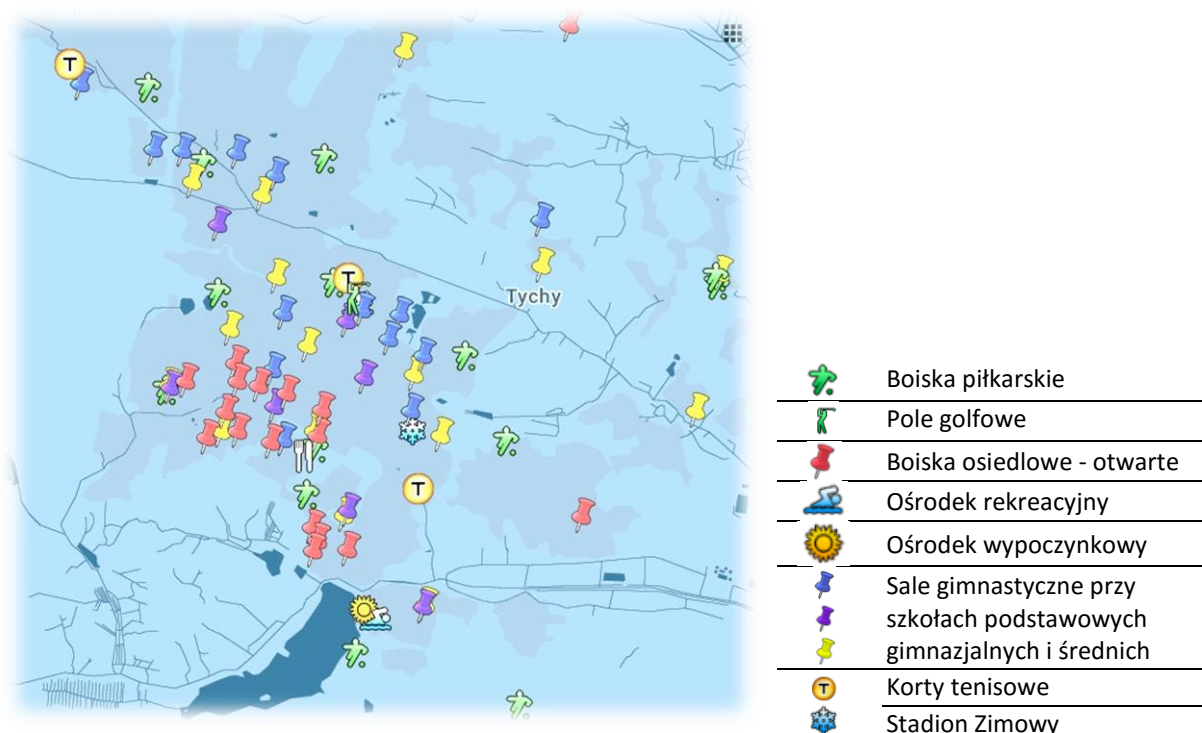 T
T
Tychy
T
Boiska piłkarskie
Pole golfowe
Boiska osiedlowe - otwarte
Ośrodek rekreacyjny
Ośrodek wypoczynkowy
Sale gimnastyczne przy
szkołach podstawowych
gimnazjalnych i średnich
T Korty tenisowe
Stadion Zimowy